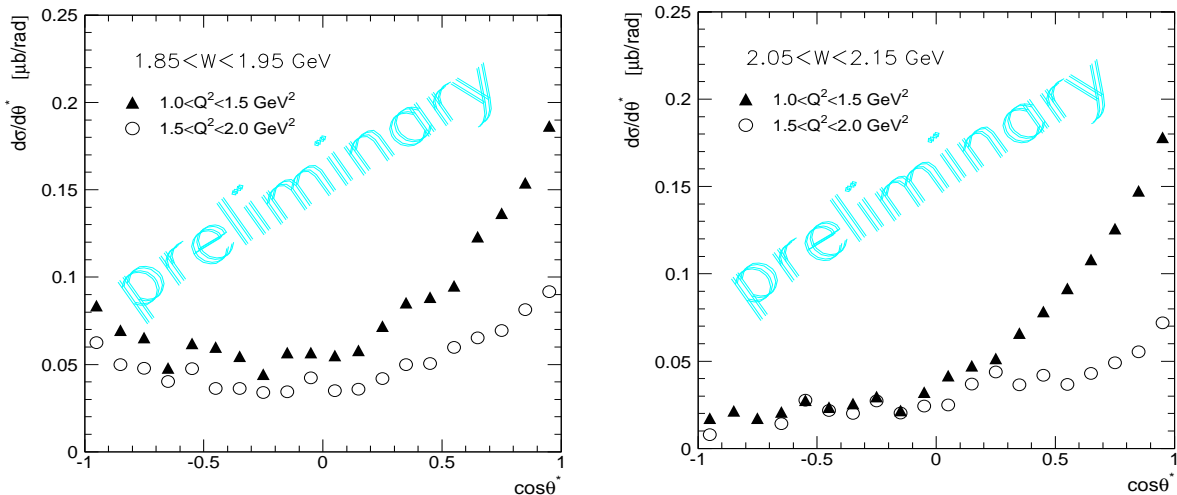 dσ/dθ* [μb/rad]
0.25
0.2
0.15
0.1
0.05
0
1.85<W<1.95 GeV
1.0<Q²<1.5 GeV²
1.5<Q²<2.0 GeV²
preliminary
-1 -0.5 0 0.5 1
cosθ*
dσ/dθ* [μb/rad]
0.25
0.2
0.15
0.1
0.05
0
2.05<W<2.15 GeV
1.0<Q²<1.5 GeV²
1.5<Q²<2.0 GeV²
preliminary
-1 -0.5 0 0.5 1
cosθ*